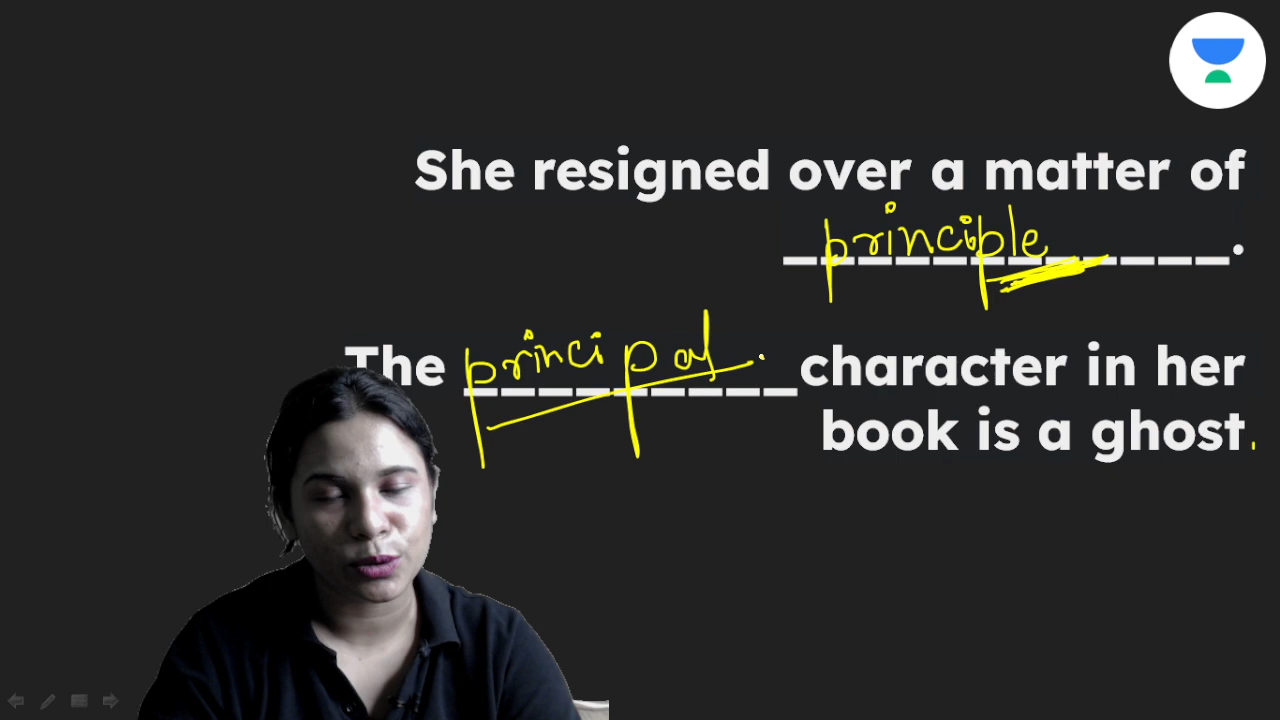 She resigned over a matter of
principle.
The principal character in her
book is a ghost.